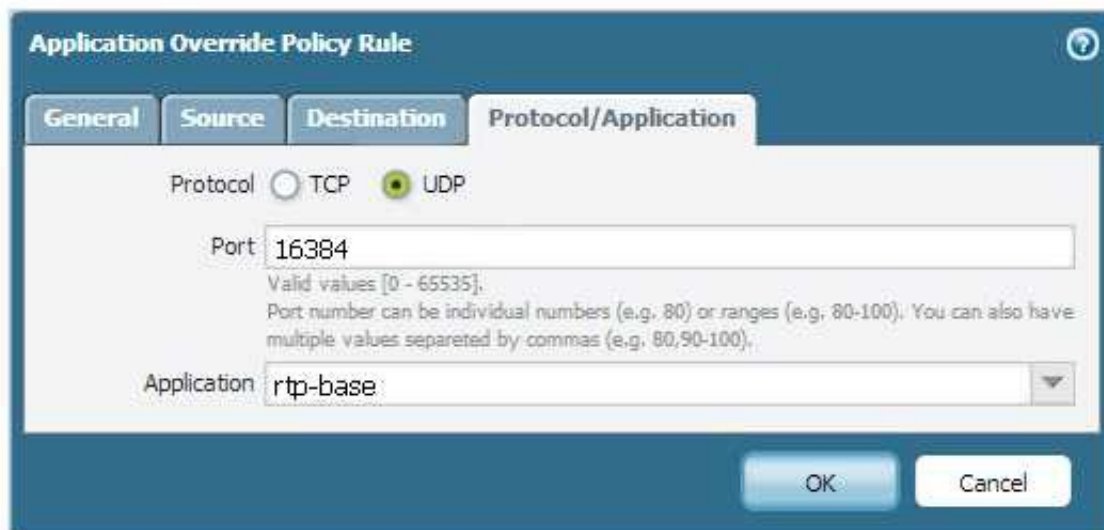 Application Override Policy Rule
?
General Source Destination Protocol/Application
Protocol TCP UDP
Port 16384
Valid values [0 - 65535].
Port number can be individual numbers (e.g. 80) or ranges (e.g. 80-100). You can also have
multiple values separeted by commas (e.g. 80,90-100).
Application rtp-base
OK Cancel